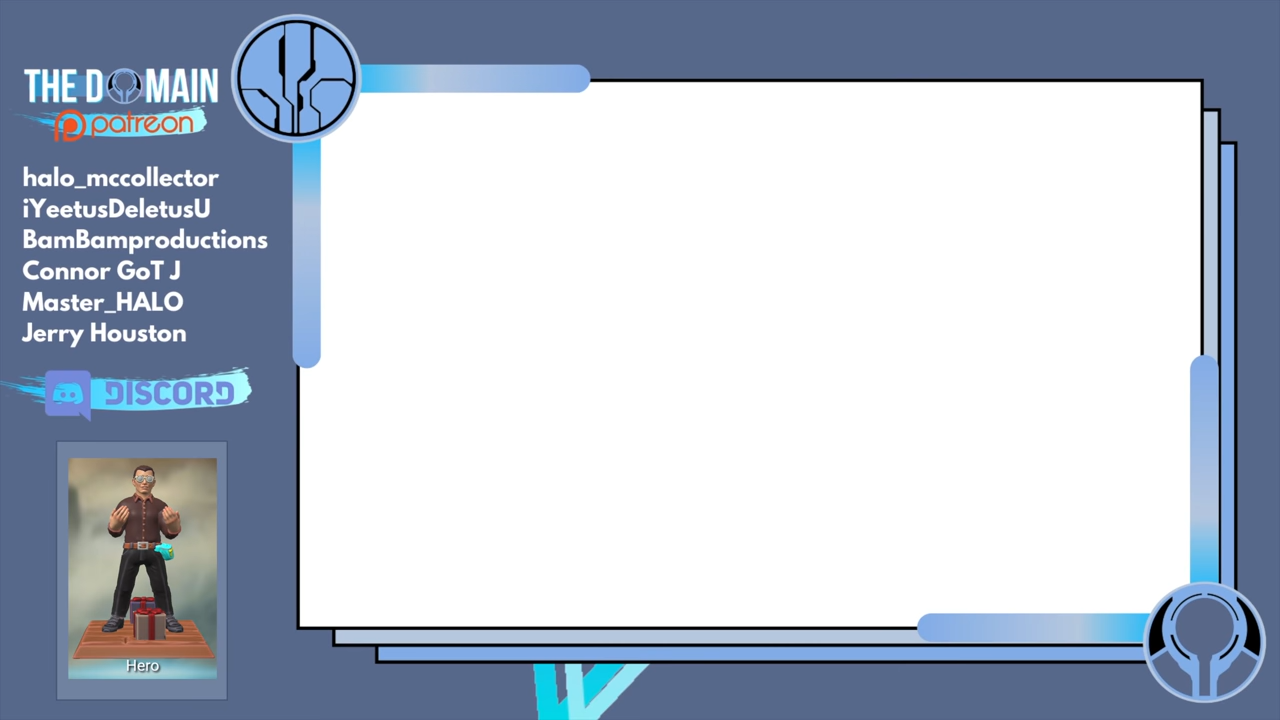 THE DOMAIN
patreon
halo_mccollector
iYeetusDeletusU
BamBamproductions
Connor GoT J
Master_HALO
Jerry Houston
DISCORD
Hero